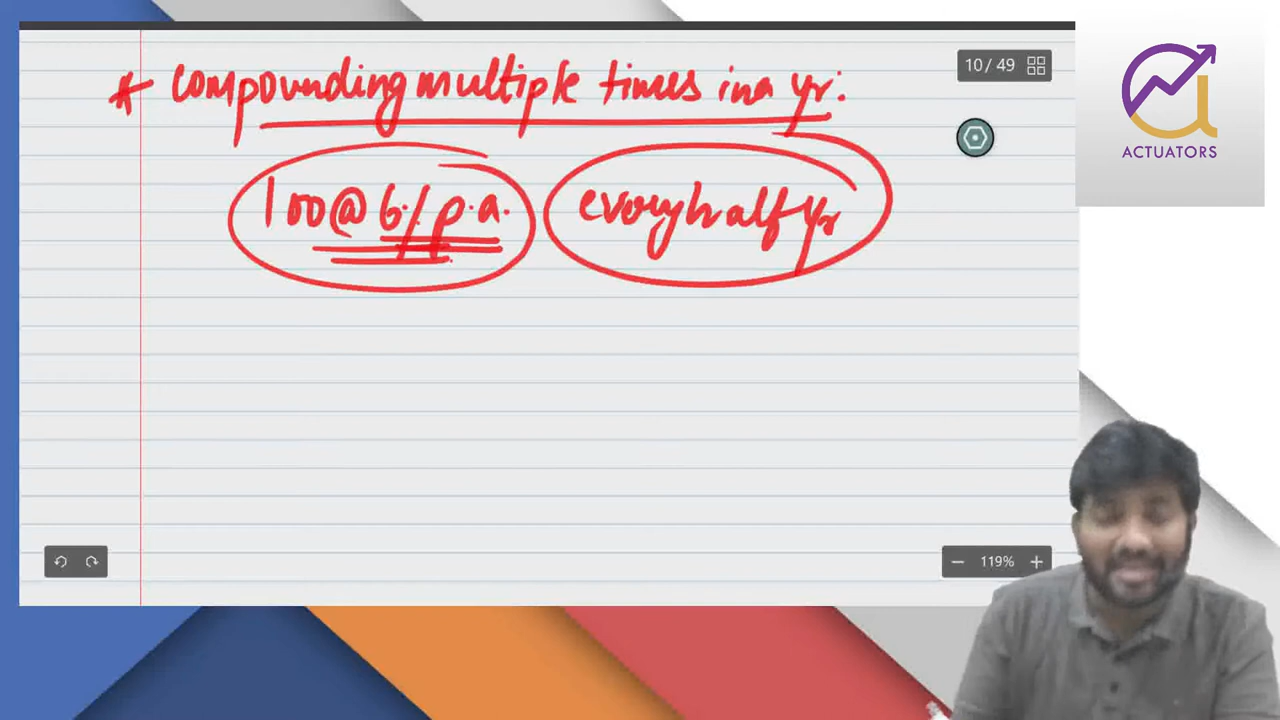 * Compounding multiple times in a yr:
100 @ 6% p.a. every half yr
10 / 49
119%
ACTUATORS